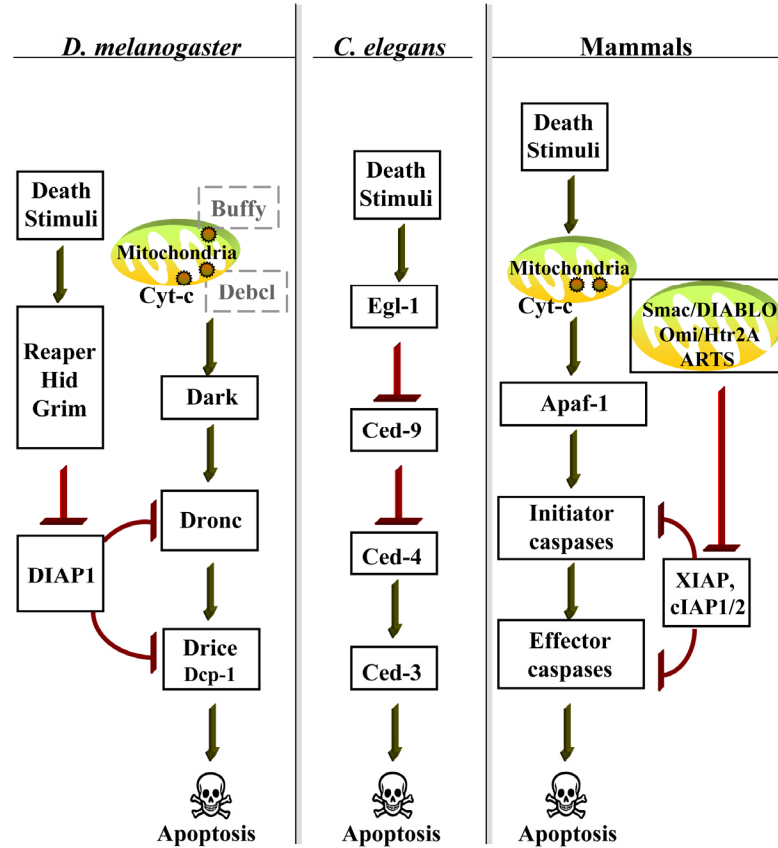 D. melanogaster
Death
Stimuli
Buffy
Mitochondria
Cyt-c
Debcl
Reaper
Hid
Grim
Dark
DIAP1
Dronc
Drice
Dcp-1
Apoptosis
C. elegans
Death
Stimuli
Egl-1
Ced-9
Ced-4
Ced-3
Apoptosis
Mammals
Death
Stimuli
Mitochondria
Cyt-c
Smac/DIABLO
Omi/Htr2A
ARTS
Apaf-1
Initiator
caspases
XIAP,
cIAP1/2
Effector
caspases
Apoptosis